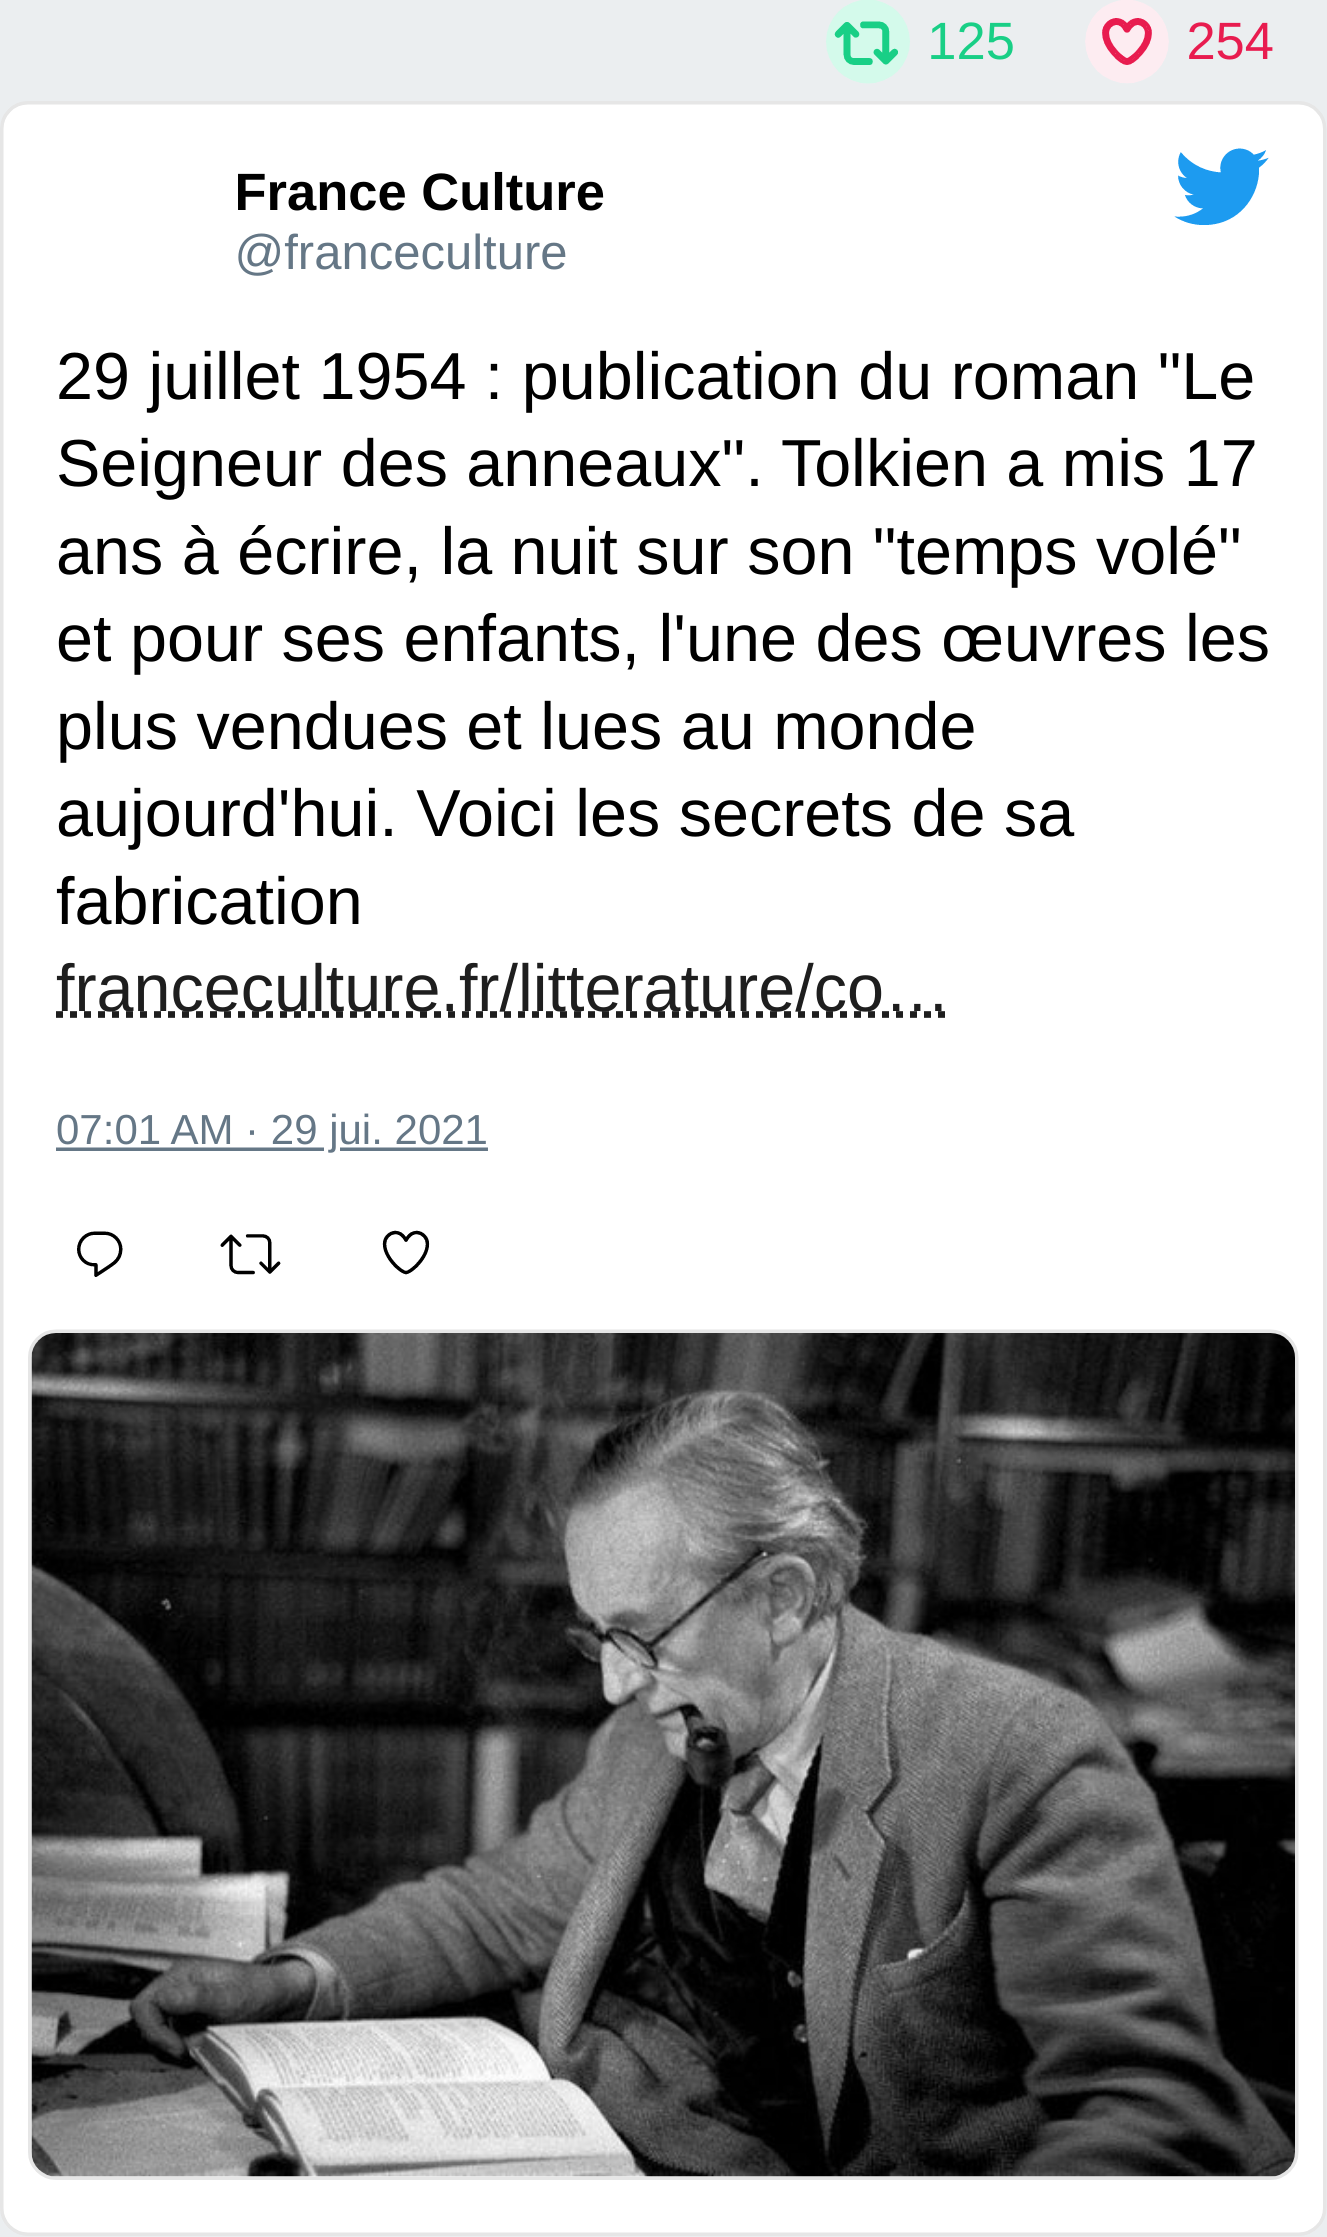 125 254
France Culture
@franceculture
29 juillet 1954 : publication du roman "Le
Seigneur des anneaux". Tolkien a mis 17
ans à écrire, la nuit sur son "temps volé"
et pour ses enfants, l'une des œuvres les
plus vendues et lues au monde
aujourd'hui. Voici les secrets de sa
fabrication
franceculture.fr/litterature/co…
07:01 AM · 29 jui. 2021